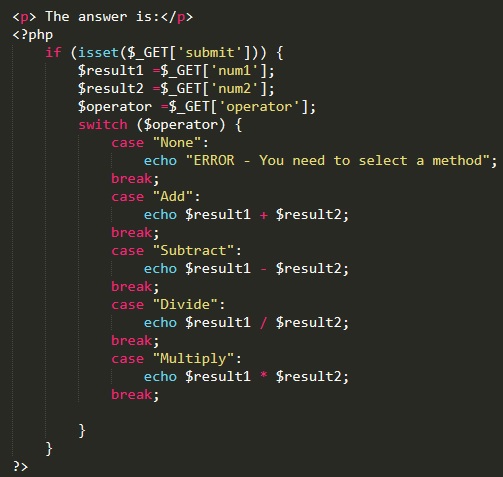 <p> The answer is:</p>
<?php
    if (isset($_GET['submit'])) {
        $result1 =$_GET['num1'];
        $result2 =$_GET['num2'];
        $operator =$_GET['operator'];
        switch ($operator) {
            case "None":
                echo "ERROR - You need to select a method";
            break;
            case "Add":
                echo $result1 + $result2;
            break;
            case "Subtract":
                echo $result1 - $result2;
            break;
            case "Divide":
                echo $result1 / $result2;
            break;
            case "Multiply":
                echo $result1 * $result2;
            break;

        }
    }
?>